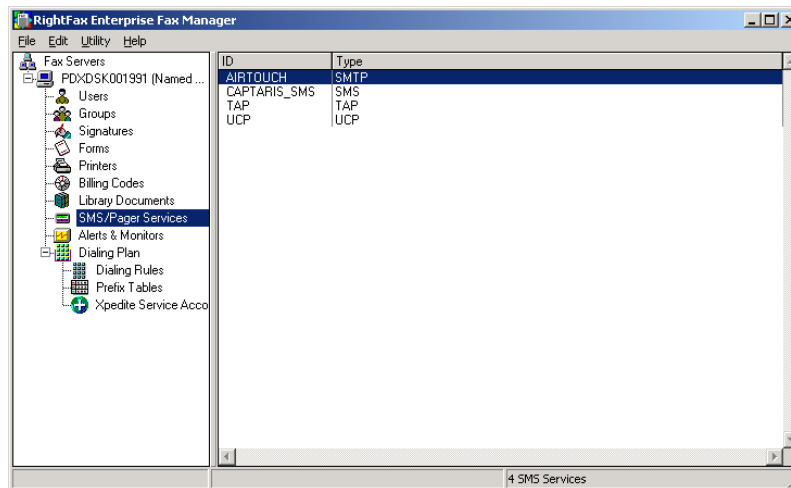 RightFax Enterprise Fax Manager
File Edit Utility Help
Fax Servers
PDXDSK001991 (Named ...
Users
Groups
Signatures
Forms
Printers
Billing Codes
Library Documents
SMS/Pager Services
Alerts & Monitors
Dialing Plan
Dialing Rules
Prefix Tables
Xpedite Service Acco
ID Type
AIRTOUCH SMTP
CAPTARIS_SMS SMS
TAP TAP
UCP UCP
4 SMS Services